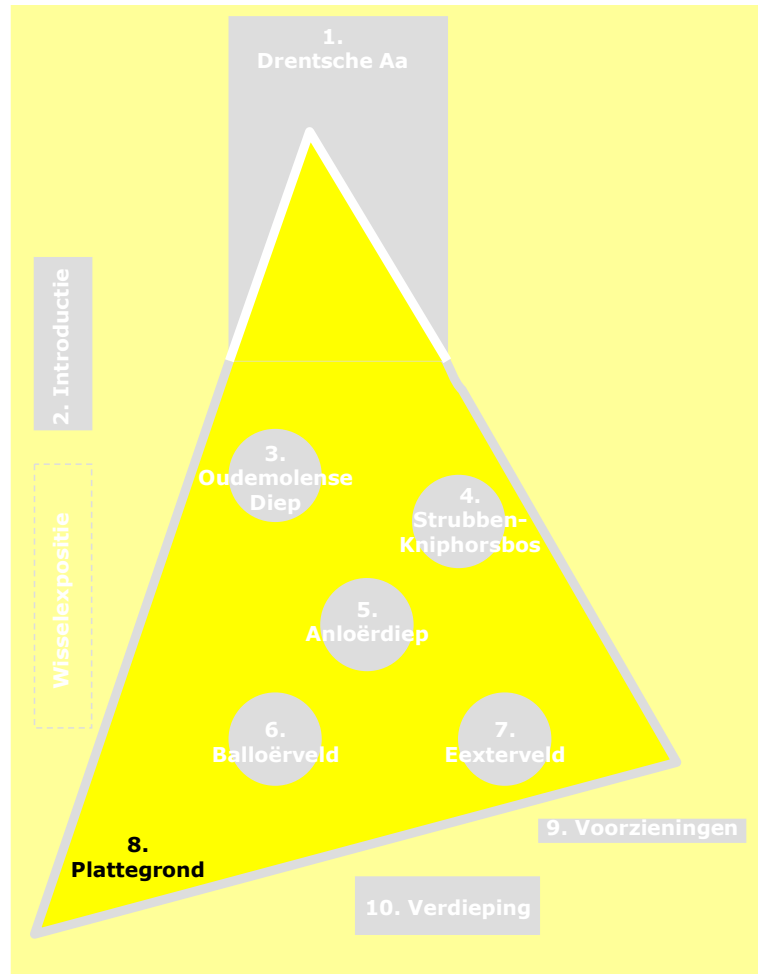 1.
Drentsche Aa
2. Introductie
3.
Oudemolense
Diep
4.
Strubben-
Kniphorsbos
5.
Anloërdiep
Wisselexpositie
6.
Balloërveld
7.
Eexterveld
8.
Plattegrond
9. Voorzieningen
10. Verdieping